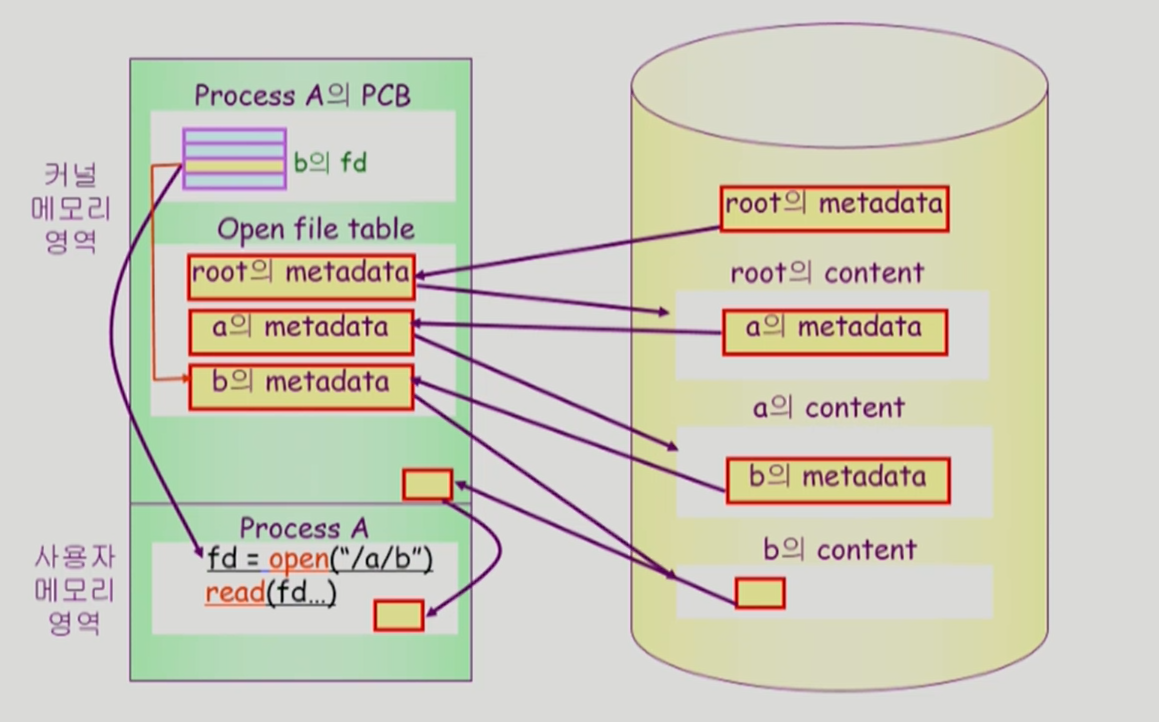 Process A의 PCB
b의 fd
커널
메모리
영역
Open file table
root의 metadata
a의 metadata
b의 metadata
Process A
fd = open("/a/b")
read(fd...)
사용자
메모리
영역
root의 metadata
root의 content
a의 metadata
a의 content
b의 metadata
b의 content